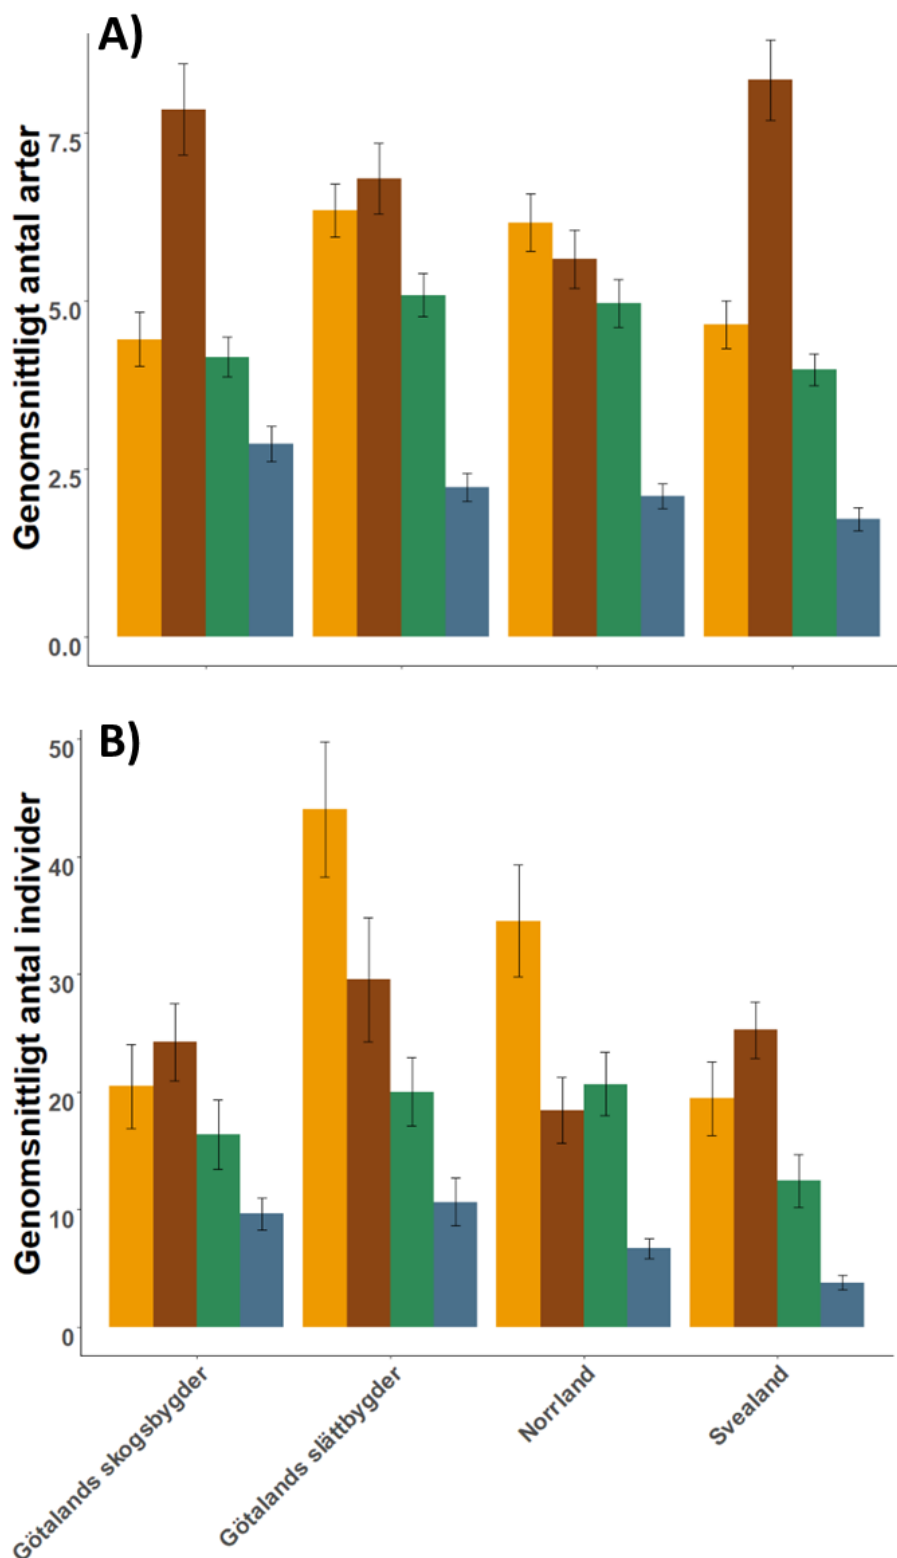 A)
Genomsnittligt antal arter
7.5
5.0
2.5
0.0
B)
Genomsnittligt antal individer
50
40
30
20
10
0
Götalands skogsbygder
Götalands slättbygder
Norrland
Svealand